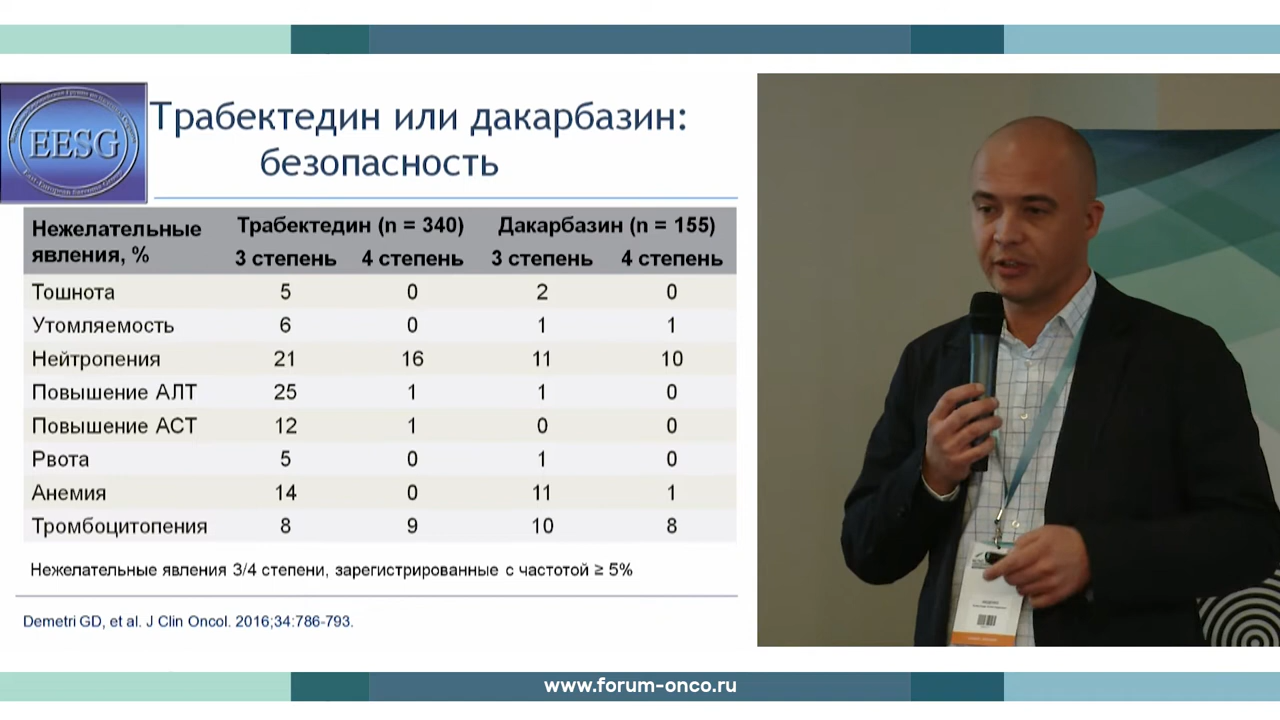 EESG
Трабектедин или дакарбазин:
безопасность
Нежелательные явления, % Трабектедин (n = 340) Дакарбазин (n = 155)
3 степень 4 степень 3 степень 4 степень
Тошнота 5 0 2 0
Утомляемость 6 0 1 1
Нейтропения 21 16 11 10
Повышение АЛТ 25 1 1 0
Повышение АСТ 12 1 0 0
Рвота 5 0 1 0
Анемия 14 0 11 1
Тромбоцитопения 8 9 10 8
Нежелательные явления 3/4 степени, зарегистрированные с частотой ≥ 5%
Demetri GD, et al. J Clin Oncol. 2016;34:786-793.
www.forum-onco.ru